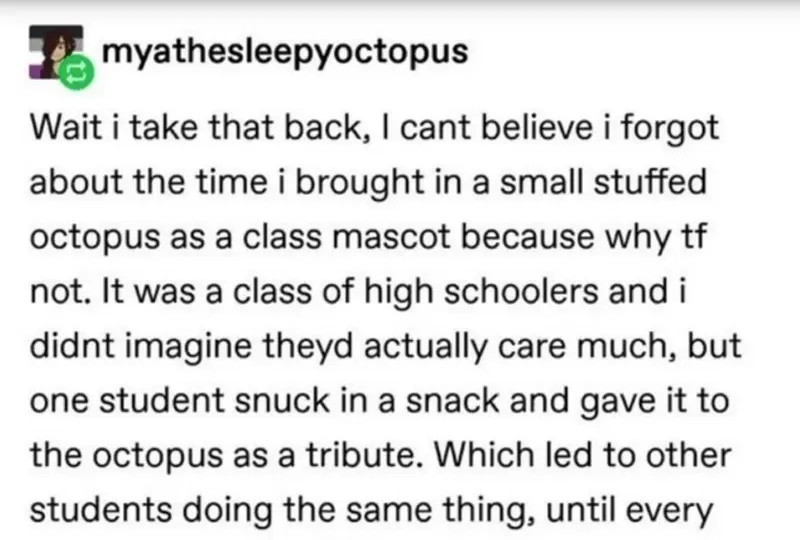 myathesleepyoctopus
Wait i take that back, I cant believe i forgot
about the time i brought in a small stuffed
octopus as a class mascot because why tf
not. It was a class of high schoolers and i
didnt imagine theyd actually care much, but
one student snuck in a snack and gave it to
the octopus as a tribute. Which led to other
students doing the same thing, until every